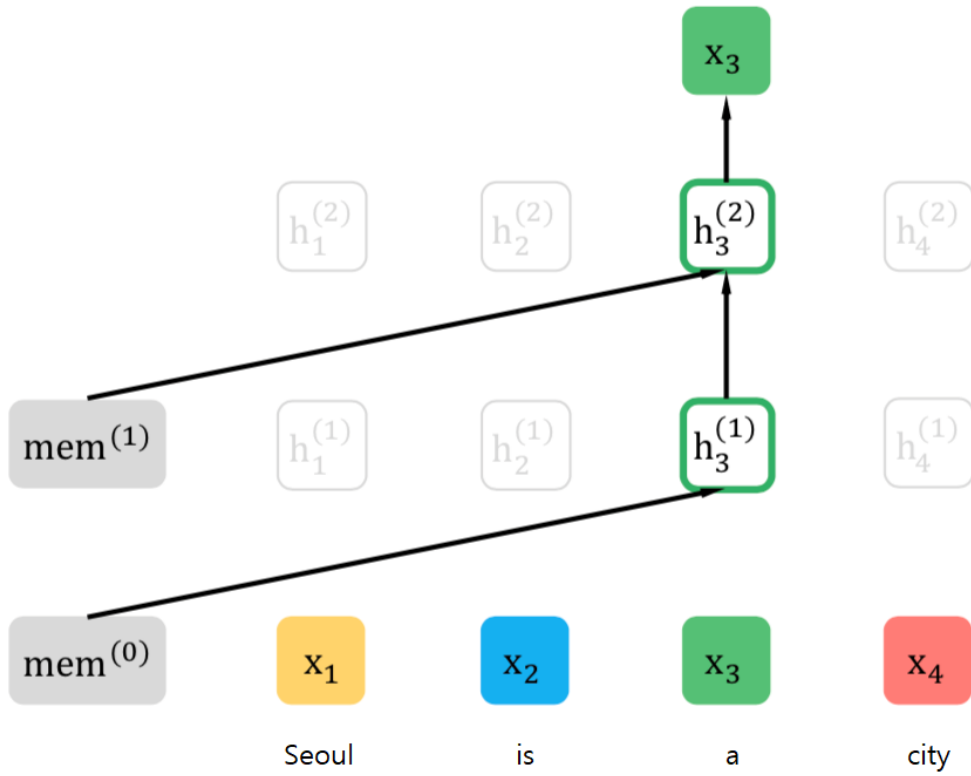 x₃
h₁⁽²⁾ h₂⁽²⁾ h₃⁽²⁾ h₄⁽²⁾
mem⁽¹⁾ h₁⁽¹⁾ h₂⁽¹⁾ h₃⁽¹⁾ h₄⁽¹⁾
mem⁽⁰⁾ x₁ x₂ x₃ x₄
Seoul is a city